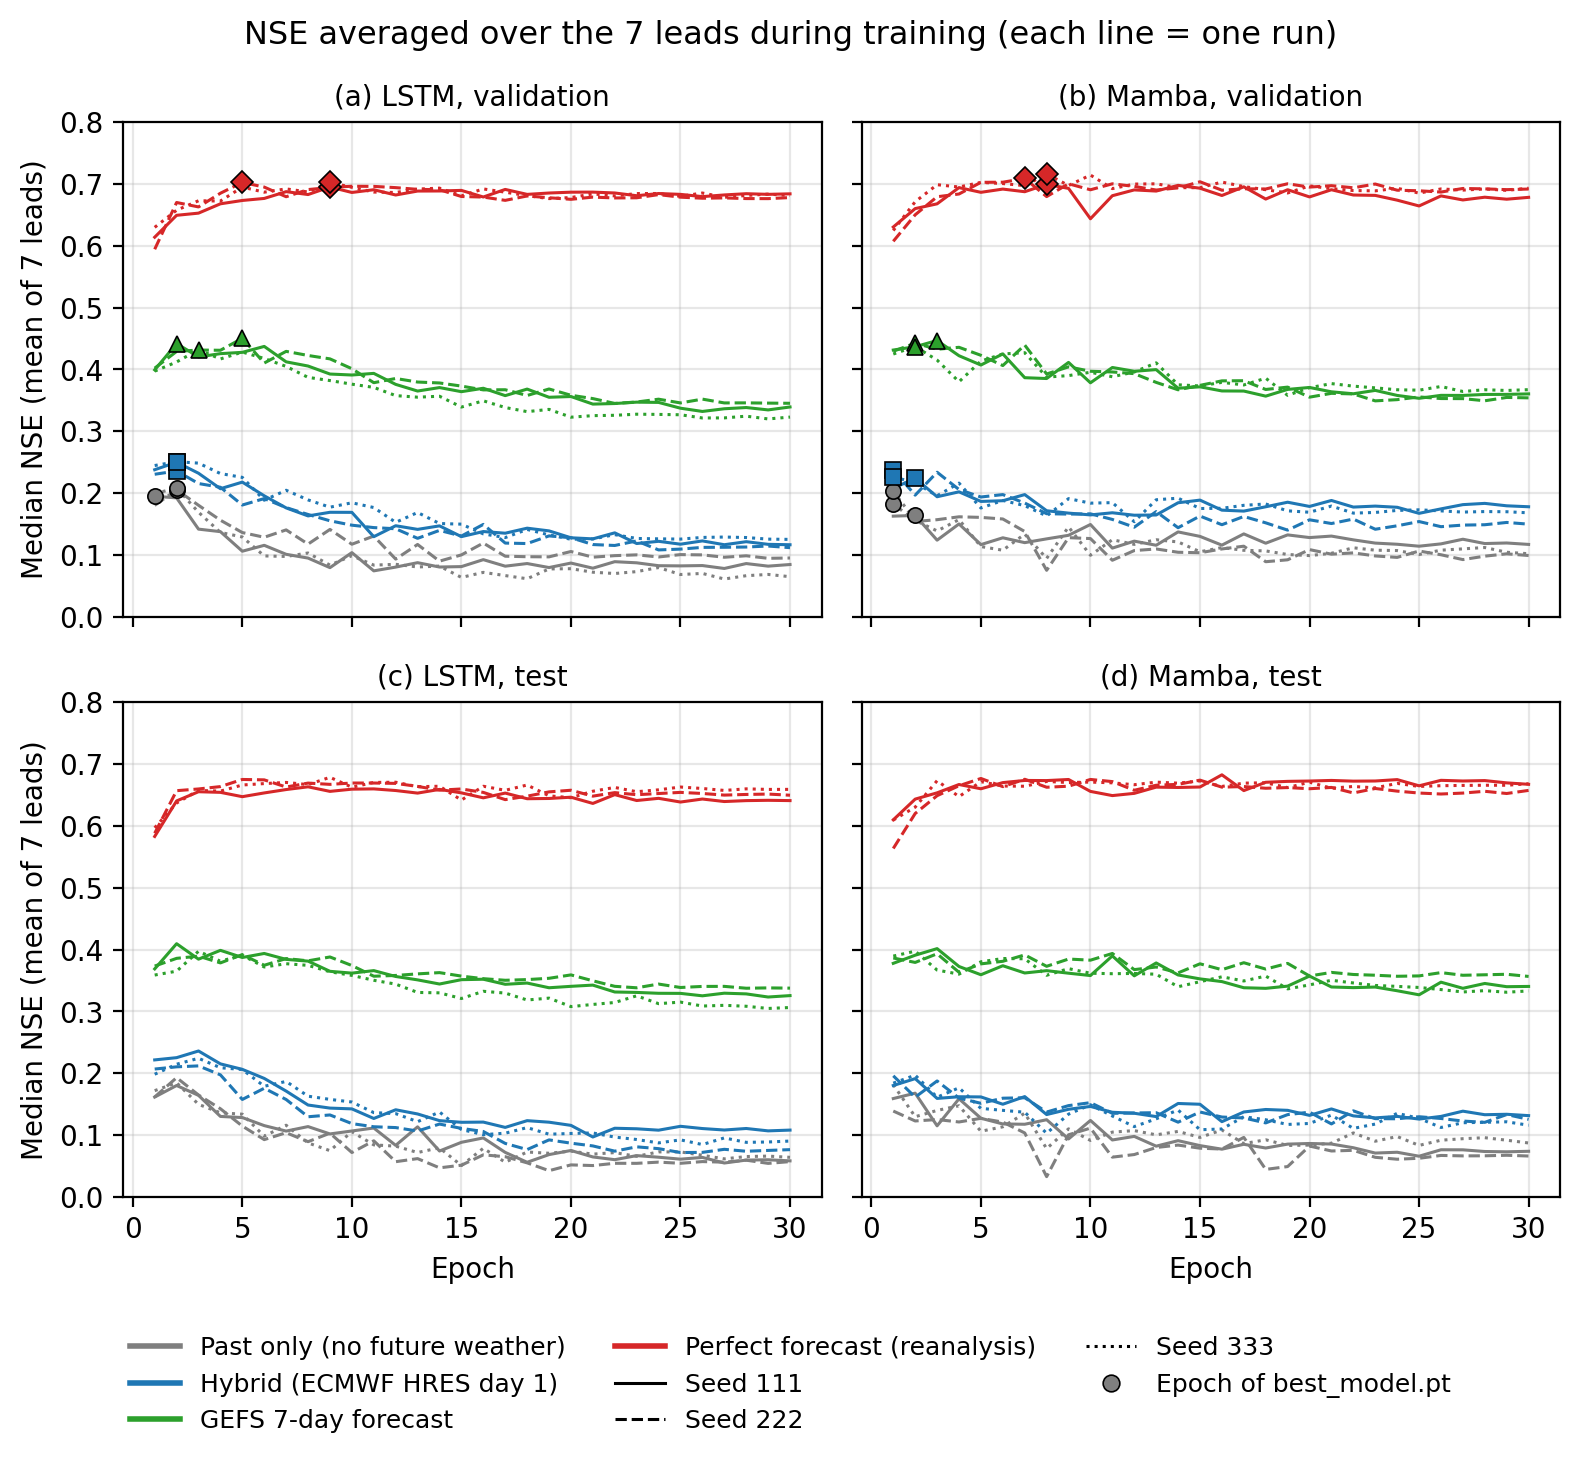 NSE averaged over the 7 leads during training (each line = one run)
(a) LSTM, validation
(b) Mamba, validation
Median NSE (mean of 7 leads)
0.8
0.7
0.6
0.5
0.4
0.3
0.2
0.1
0.0
(c) LSTM, test
(d) Mamba, test
Median NSE (mean of 7 leads)
0.8
0.7
0.6
0.5
0.4
0.3
0.2
0.1
0.0
0 5 10 15 20 25 30
0 5 10 15 20 25 30
Epoch
Epoch
Past only (no future weather)
Hybrid (ECMWF HRES day 1)
GEFS 7-day forecast
Perfect forecast (reanalysis)
Seed 111
Seed 222
Seed 333
Epoch of best_model.pt